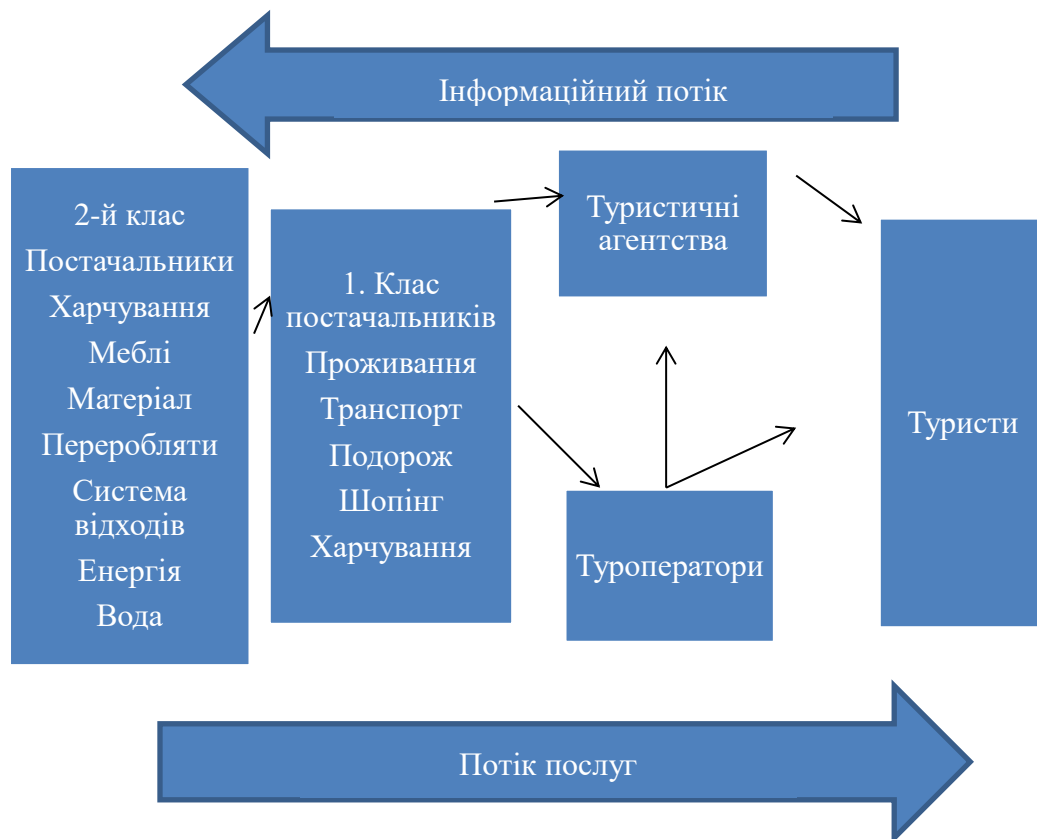 Інформаційний потік
2-й клас
Постачальники
Харчування
Меблі
Матеріал
Переробляти
Система
відходів
Енергія
Вода
1. Клас
постачальників
Проживання
Транспорт
Подорож
Шопінг
Харчування
Туристичні
агентства
Туроператори
Туристи
Потік послуг